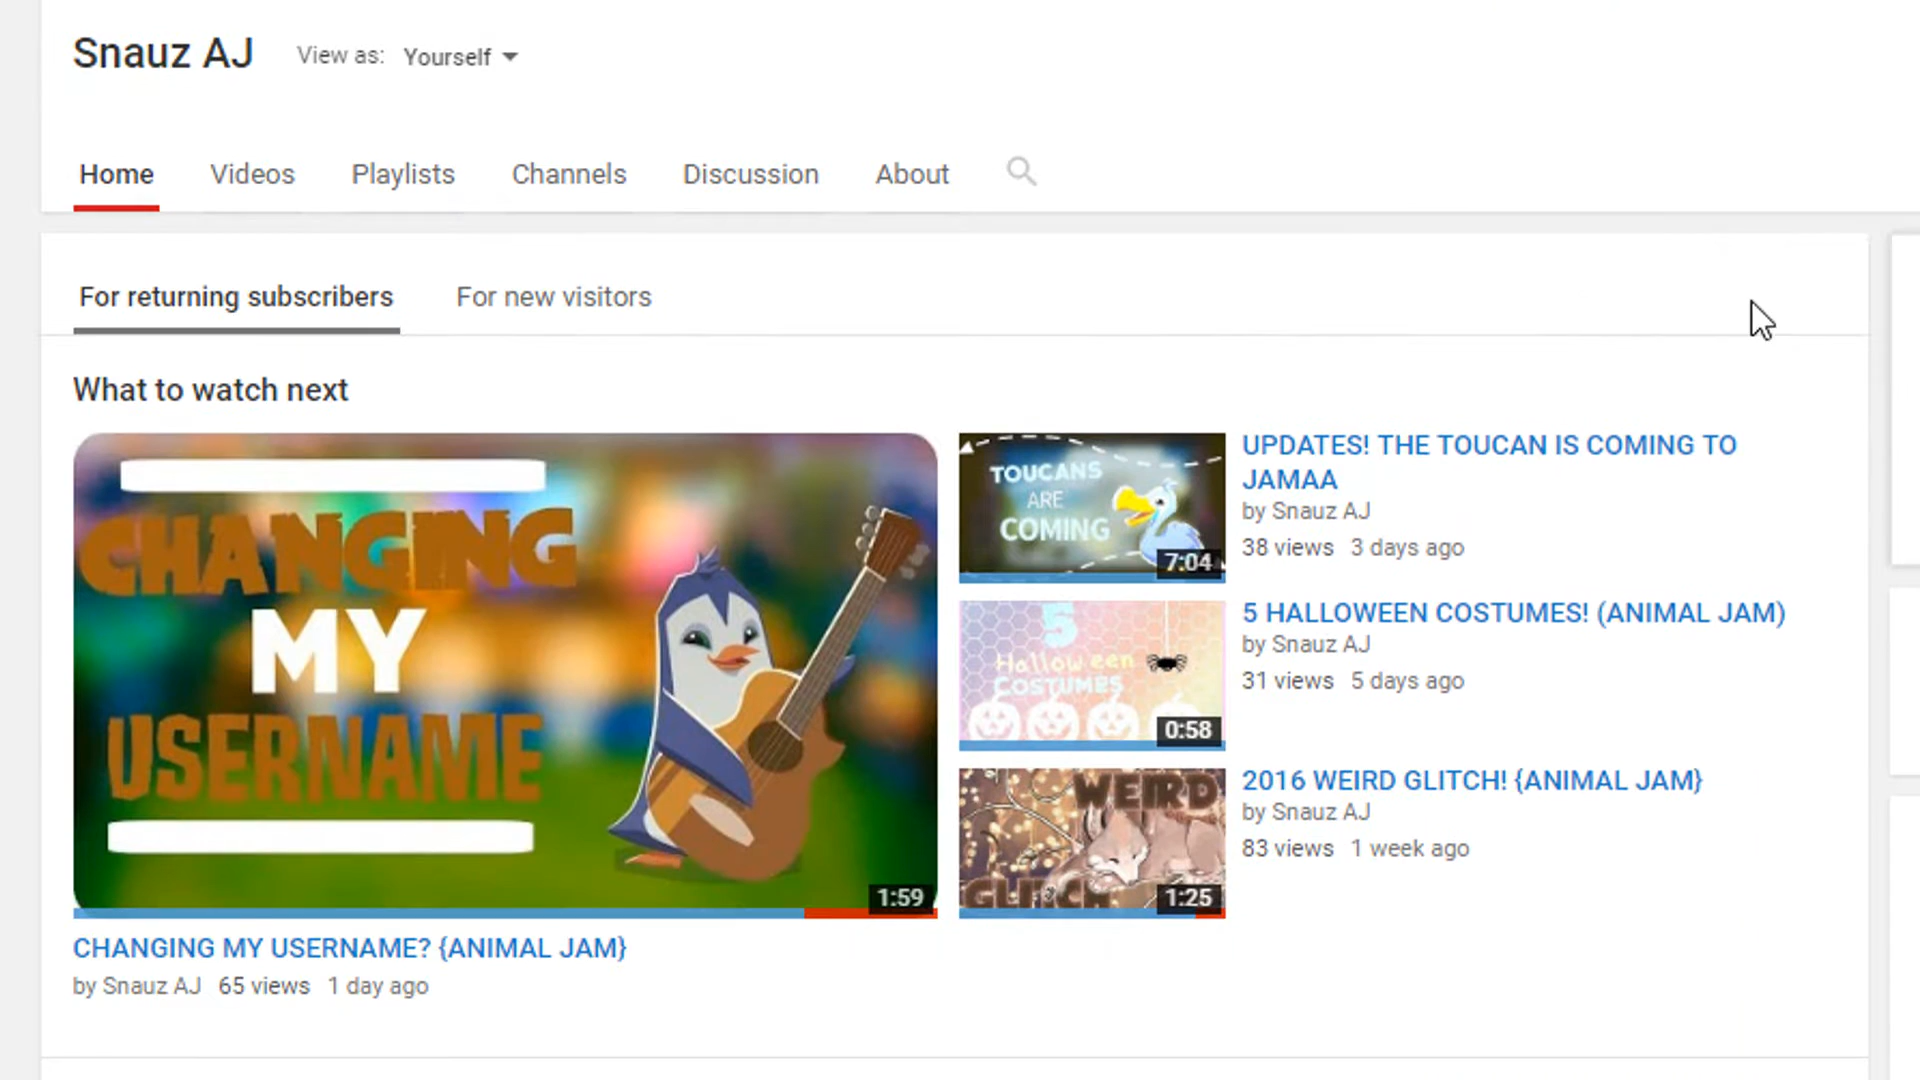 Snauz AJ View as: Yourself
Home Videos Playlists Channels Discussion About
For returning subscribers For new visitors
What to watch next
CHANGING
MY
USERNAME
1:59
CHANGING MY USERNAME? {ANIMAL JAM}
by Snauz AJ 65 views 1 day ago
TOUCANS
ARE
COMING
7:04
UPDATES! THE TOUCAN IS COMING TO
JAMAA
by Snauz AJ
38 views 3 days ago
5
Halloween
COSTUMES
0:58
5 HALLOWEEN COSTUMES! (ANIMAL JAM)
by Snauz AJ
31 views 5 days ago
WEIRD
GLITCH
1:25
2016 WEIRD GLITCH! {ANIMAL JAM}
by Snauz AJ
83 views 1 week ago